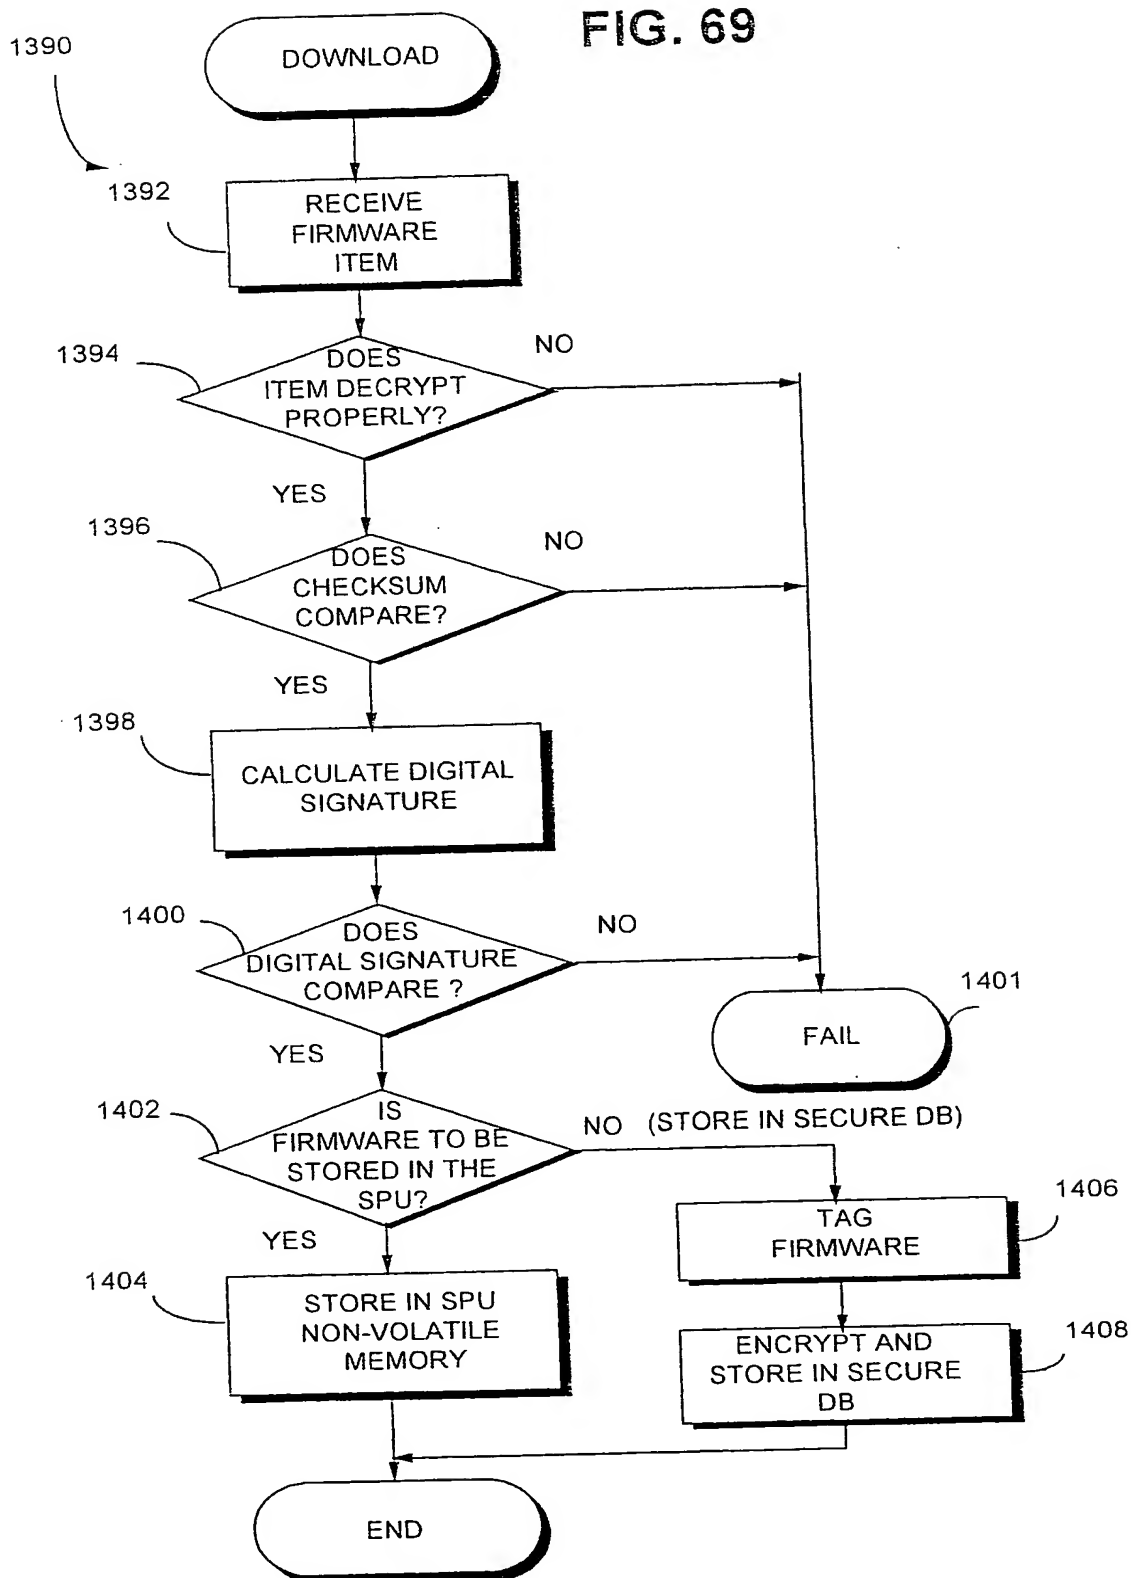 FIG. 69
1390
DOWNLOAD
1392
RECEIVE
FIRMWARE
ITEM
1394
DOES
ITEM DECRYPT
PROPERLY?
NO
YES
1396
DOES
CHECKSUM
COMPARE?
NO
YES
1398
CALCULATE DIGITAL
SIGNATURE
1400
DOES
DIGITAL SIGNATURE
COMPARE ?
NO
1401
FAIL
YES
1402
IS
FIRMWARE TO BE
STORED IN THE
SPU?
NO (STORE IN SECURE DB)
YES
1406
TAG
FIRMWARE
1404
STORE IN SPU
NON-VOLATILE
MEMORY
1408
ENCRYPT AND
STORE IN SECURE
DB
END